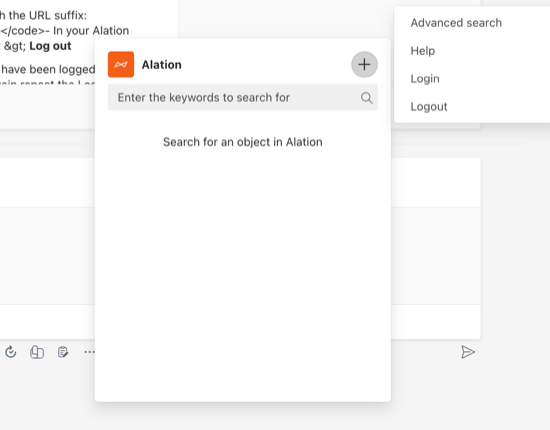 h the URL suffix:
</code>- In your Alation
&gt; Log out
have been logged
Alation
Enter the keywords to search for
Search for an object in Alation
Advanced search
Help
Login
Logout